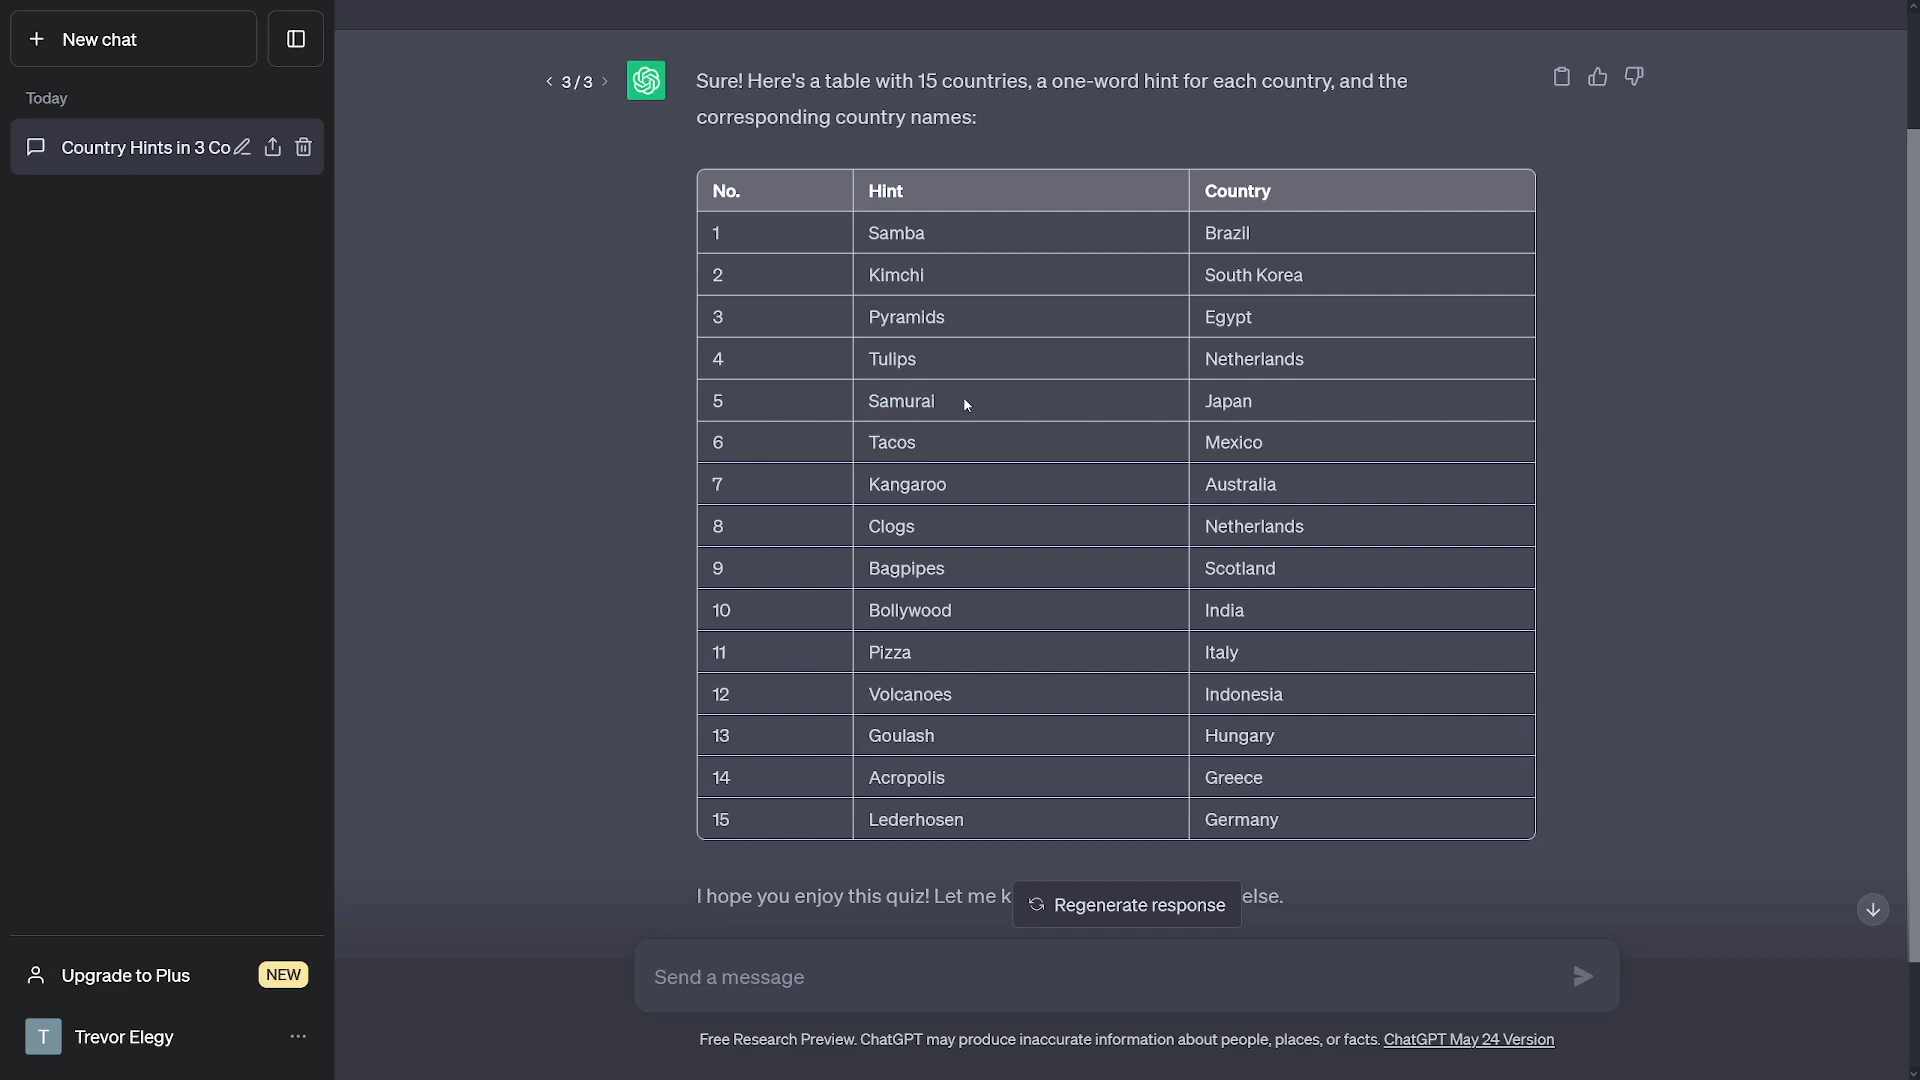 New chat
Today
Country Hints in 3 Co
Upgrade to Plus NEW
T Trevor Elegy
3/3
Sure! Here's a table with 15 countries, a one-word hint for each country, and the
corresponding country names:
No. Hint Country
1 Samba Brazil
2 Kimchi South Korea
3 Pyramids Egypt
4 Tulips Netherlands
5 Samurai Japan
6 Tacos Mexico
7 Kangaroo Australia
8 Clogs Netherlands
9 Bagpipes Scotland
10 Bollywood India
11 Pizza Italy
12 Volcanoes Indonesia
13 Goulash Hungary
14 Acropolis Greece
15 Lederhosen Germany
I hope you enjoy this quiz! Let me k else.
Regenerate response
Send a message
Free Research Preview. ChatGPT may produce inaccurate information about people, places, or facts. ChatGPT May 24 Version